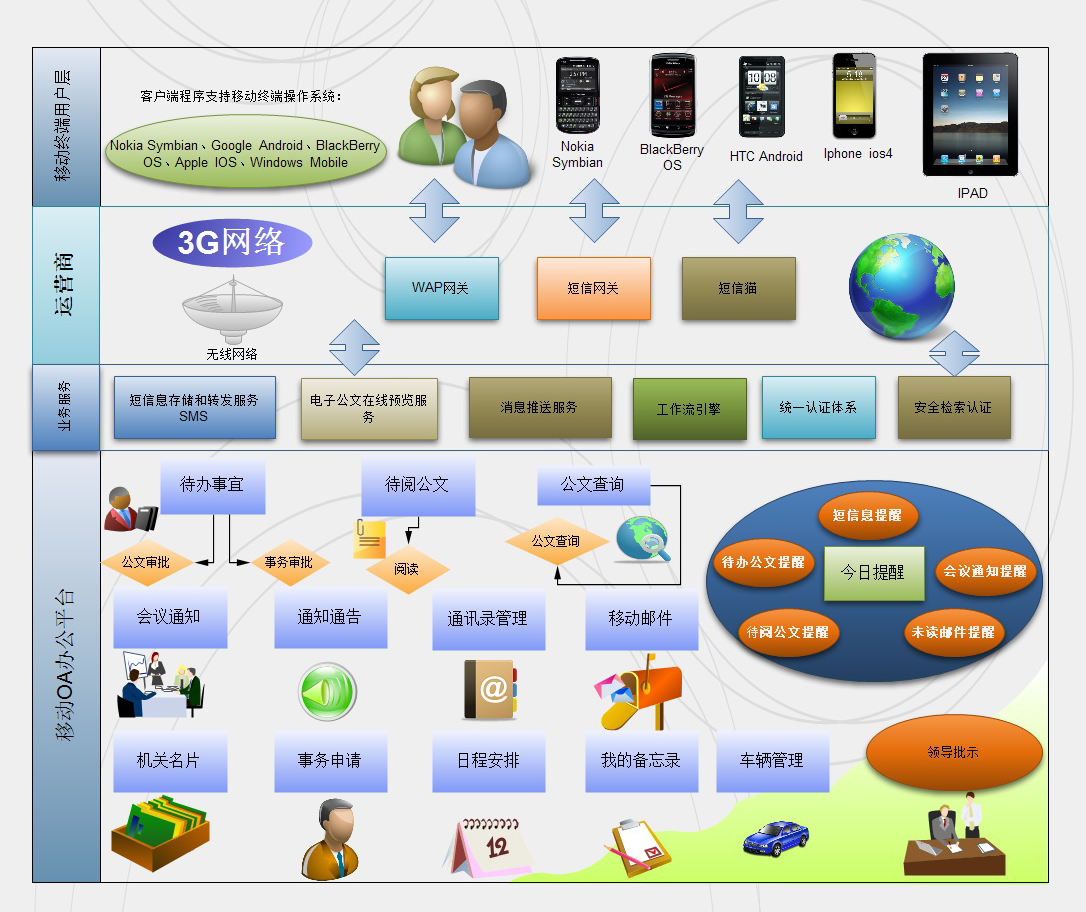 移动终端用户层
客户端程序支持移动终端操作系统：
Nokia Symbian、Google Android、BlackBerry
OS、Apple IOS、Windows Mobile
Nokia
Symbian
BlackBerry
OS
HTC Android
Iphone ios4
IPAD
运营商
3G网络
无线网络
WAP网关
短信网关
短信猫
业务服务
短信息存储和转发服务
SMS
电子公文在线预览服
务
消息推送服务
工作流引擎
统一认证体系
安全检索认证
移动OA办公平台
待办事宜
待阅公文
公文查询
公文审批
事务审批
阅读
公文查询
短信息提醒
待办公文提醒
今日提醒
会议通知提醒
待阅公文提醒
未读邮件提醒
会议通知
通知通告
通讯录管理
移动邮件
@
机关名片
事务申请
日程安排
我的备忘录
车辆管理
领导批示
12